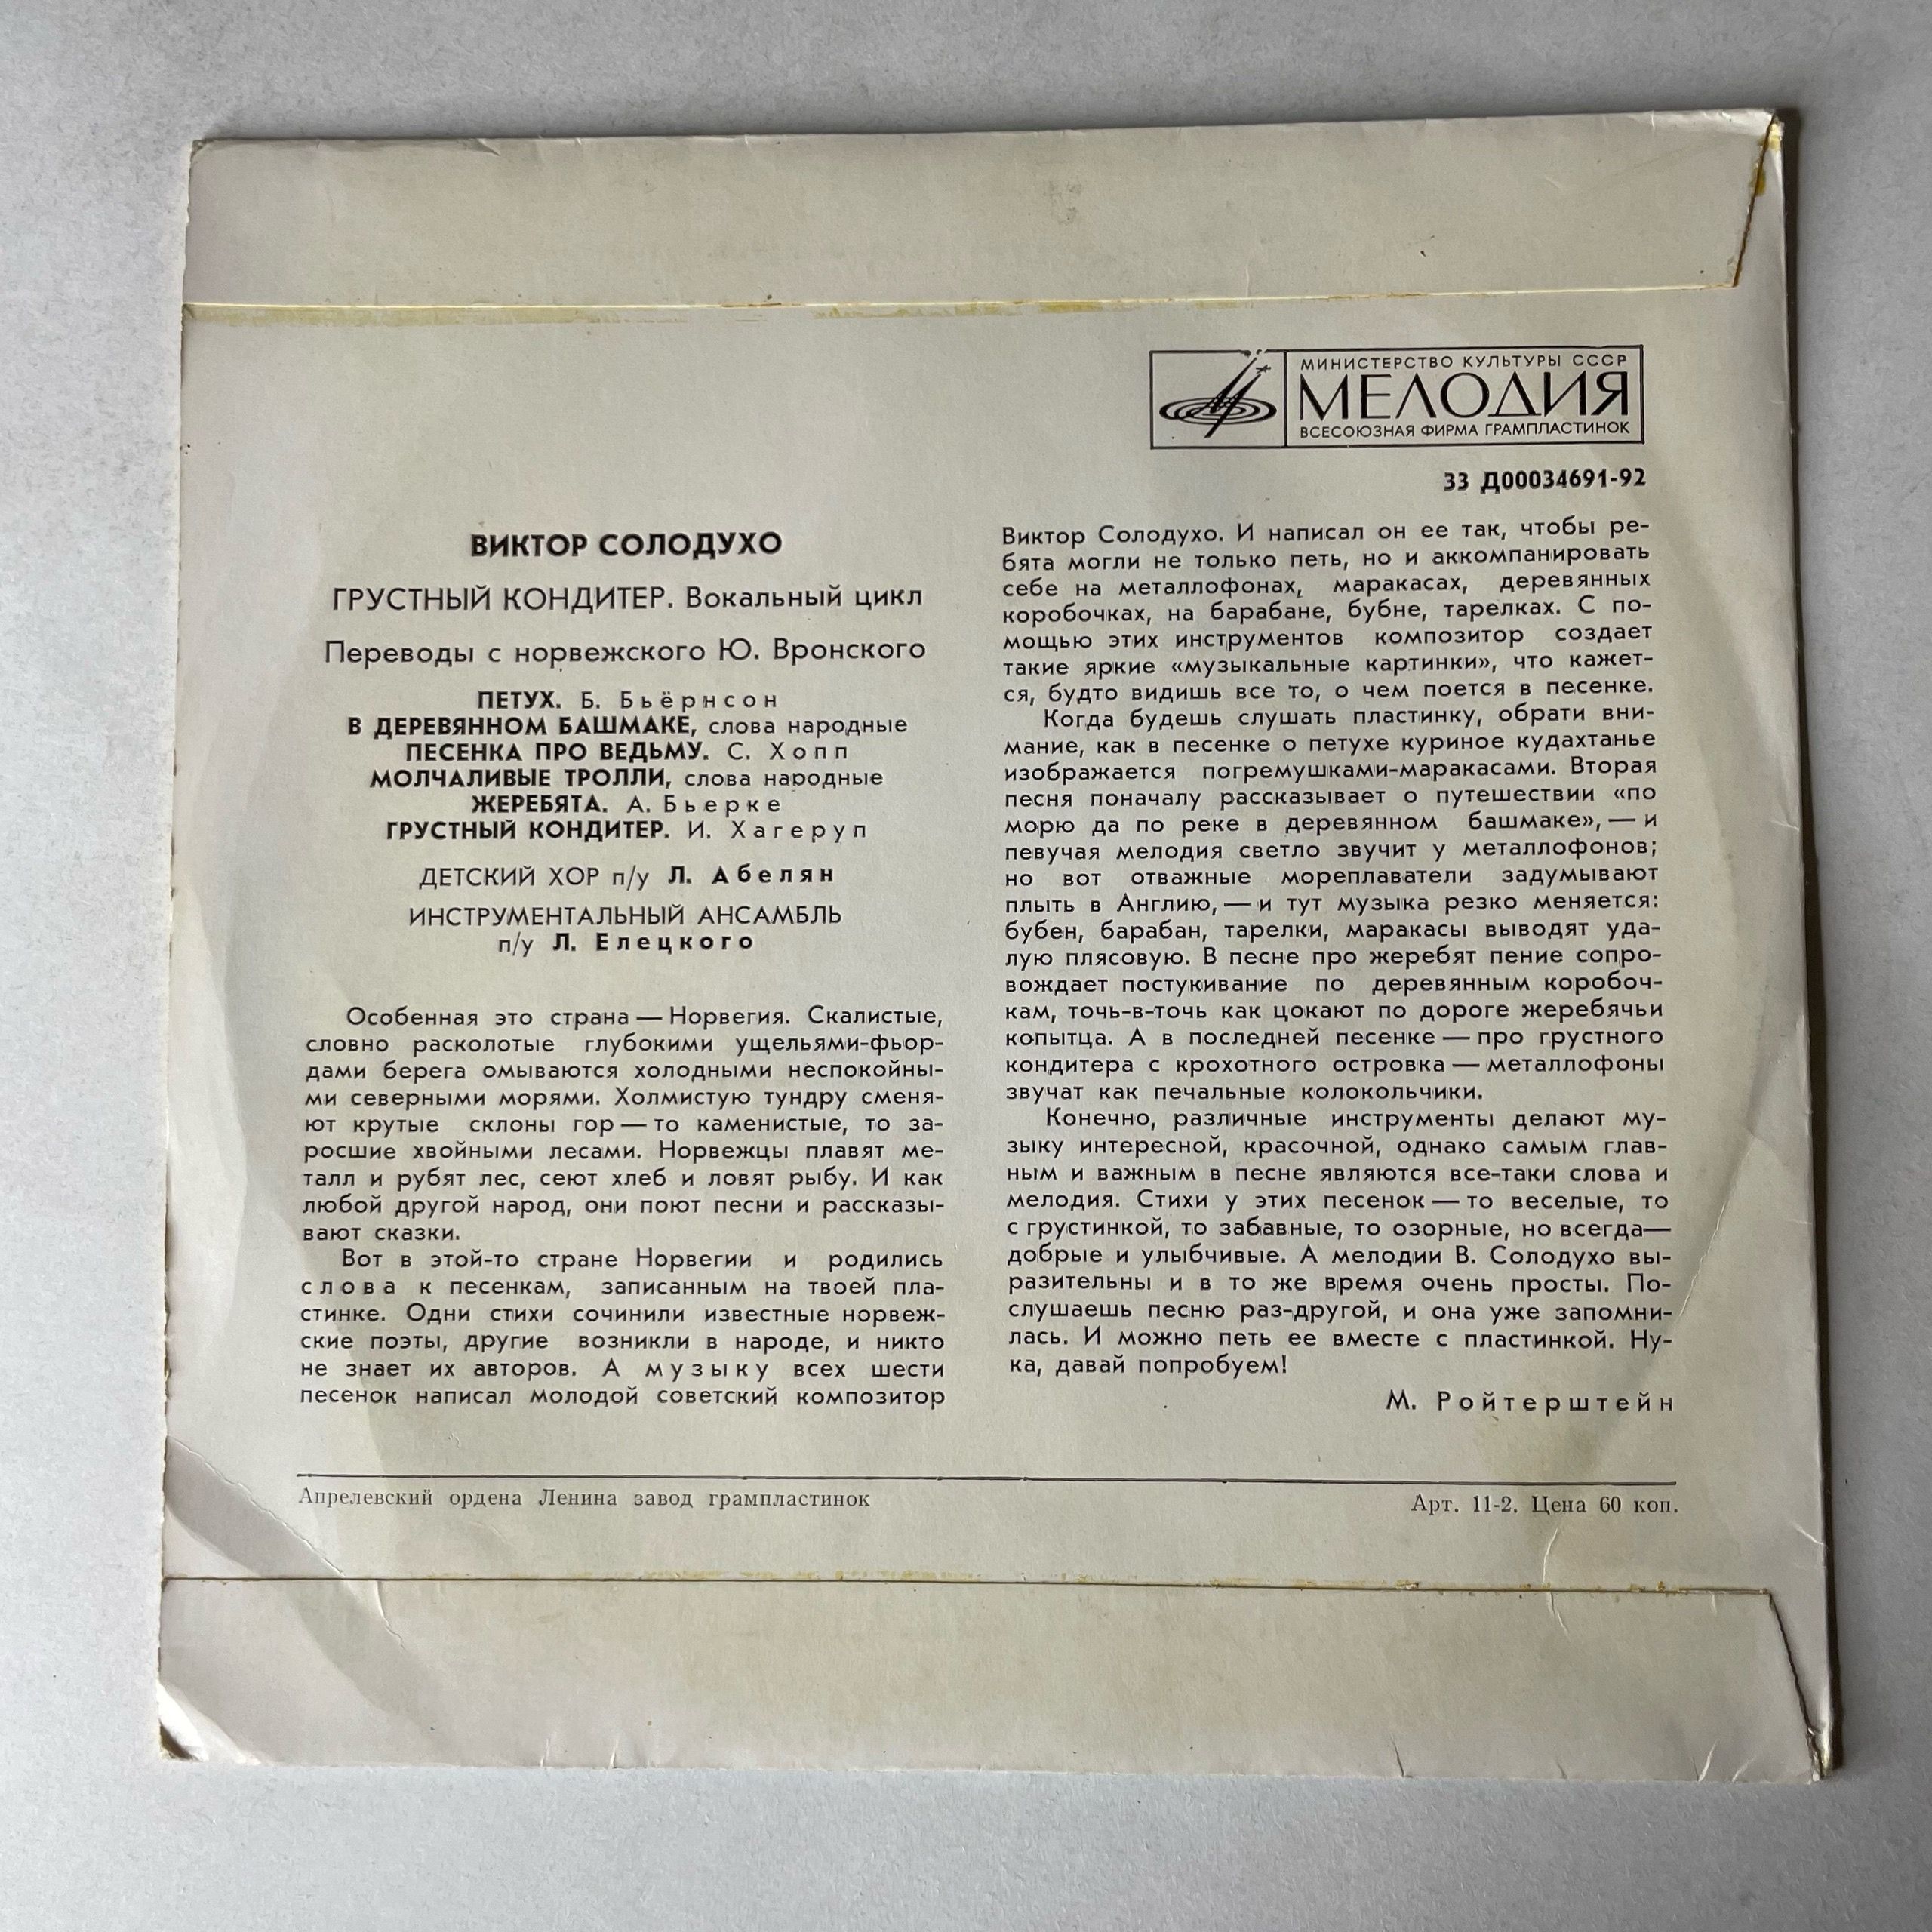 МИНИСТЕРСТВО КУЛЬТУРЫ СССР
МЕЛОДИЯ
ВСЕСОЮЗНАЯ ФИРМА ГРАМПЛАСТИНОК
33 Д00034691-92
ВИКТОР СОЛОДУХО
ГРУСТНЫЙ КОНДИТЕР. Вокальный цикл
Переводы с норвежского Ю. Вронского
ПЕТУХ. Б. Бьёрнсон
В ДЕРЕВЯННОМ БАШМАКЕ, слова народные
ПЕСЕНКА ПРО ВЕДЬМУ. С. Хопп
МОЛЧАЛИВЫЕ ТРОЛЛИ, слова народные
ЖЕРЕБЯТА. А. Бьерке
ГРУСТНЫЙ КОНДИТЕР. И. Хагеруп
ДЕТСКИЙ ХОР п/у Л. Абелян
ИНСТРУМЕНТАЛЬНЫЙ АНСАМБЛЬ
п/у Л. Елецкого
Особенная это страна — Норвегия. Скалистые,
словно расколотые глубокими ущельями-фьор-
дами берега омываются холодными неспокойны-
ми северными морями. Холмистую тундру сменя-
ют крутые склоны гор — то каменистые, то за-
росшие хвойными лесами. Норвежцы плавят ме-
талл и рубят лес, сеют хлеб и ловят рыбу. И как
любой другой народ, они поют песни и рассказы-
вают сказки.
Вот в этой-то стране Норвегии и родились
слова к песенкам, записанным на твоей пла-
стинке. Одни стихи сочинили известные норвеж-
ские поэты, другие возникли в народе, и никто
не знает их авторов. А музыку всех шести
песенок написал молодой советский композитор
Виктор Солодухо. И написал он ее так, чтобы ре-
бята могли не только петь, но и аккомпанировать
себе на металлофонах, маракасах, деревянных
коробочках, на барабане, бубне, тарелках. С по-
мощью этих инструментов композитор создает
такие яркие «музыкальные картинки», что кажет-
ся, будто видишь все то, о чем поется в песенке.
Когда будешь слушать пластинку, обрати вни-
мание, как в песенке о петухе куриное кудахтанье
изображается погремушками-маракасами. Вторая
песня поначалу рассказывает о путешествии «по
морю да по реке в деревянном башмаке», — и
певучая мелодия светло звучит у металлофонов;
но вот отважные мореплаватели задумывают
плыть в Англию, — и тут музыка резко меняется:
бубен, барабан, тарелки, маракасы выводят уда-
лую плясовую. В песне про жеребят пение сопро-
вождает постукивание по деревянным коробоч-
кам, точь-в-точь как цокают по дороге жеребячьи
копытца. А в последней песенке — про грустного
кондитера с крохотного островка — металлофоны
звучат как печальные колокольчики.
Конечно, различные инструменты делают му-
зыку интересной, красочной, однако самым глав-
ным и важным в песне являются все-таки слова и
мелодия. Стихи у этих песенок — то веселые, то
с грустинкой, то забавные, то озорные, но всегда—
добрые и улыбчивые. А мелодии В. Солодухо вы-
разительны и в то же время очень просты. По-
слушаешь песню раз-другой, и она уже запомни-
лась. И можно петь ее вместе с пластинкой. Ну-
ка, давай попробуем!
М. Ройтерштейн
Апрелевский ордена Ленина завод грампластинок
Арт. 11-2. Цена 60 коп.